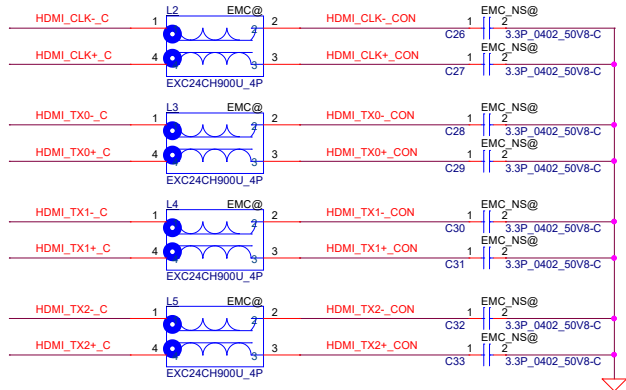 L2 EMC@ EMC_NS@
HDMI_CLK-_C 1 2 HDMI_CLK-_CON 1 2
C26 3.3P_0402_50V8-C
HDMI_CLK+_C 4 3 HDMI_CLK+_CON 1 EMC_NS@ 2
EXC24CH900U_4P C27 3.3P_0402_50V8-C
L3 EMC@ EMC_NS@
HDMI_TX0-_C 1 2 HDMI_TX0-_CON 1 2
C28 3.3P_0402_50V8-C
HDMI_TX0+_C 4 3 HDMI_TX0+_CON 1 EMC_NS@ 2
EXC24CH900U_4P C29 3.3P_0402_50V8-C
L4 EMC@ EMC_NS@
HDMI_TX1-_C 1 2 HDMI_TX1-_CON 1 2
C30 3.3P_0402_50V8-C
HDMI_TX1+_C 4 3 HDMI_TX1+_CON 1 EMC_NS@ 2
EXC24CH900U_4P C31 3.3P_0402_50V8-C
L5 EMC@ EMC_NS@
HDMI_TX2-_C 1 2 HDMI_TX2-_CON 1 2
C32 3.3P_0402_50V8-C
HDMI_TX2+_C 4 3 HDMI_TX2+_CON 1 EMC_NS@ 2
EXC24CH900U_4P C33 3.3P_0402_50V8-C